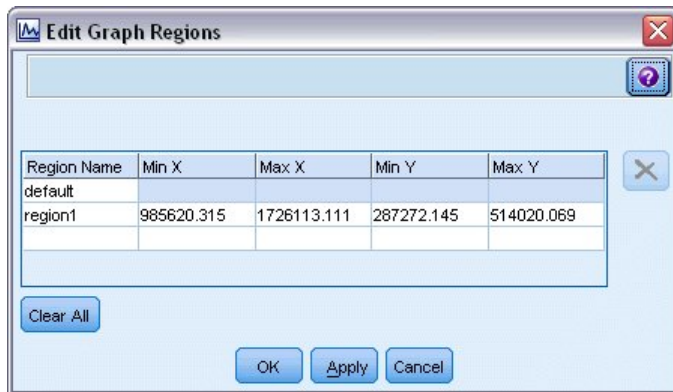 Edit Graph Regions
?
Region Name Min X Max X Min Y Max Y
default
region1 985620.315 1726113.111 287272.145 514020.069
Clear All
OK Apply Cancel